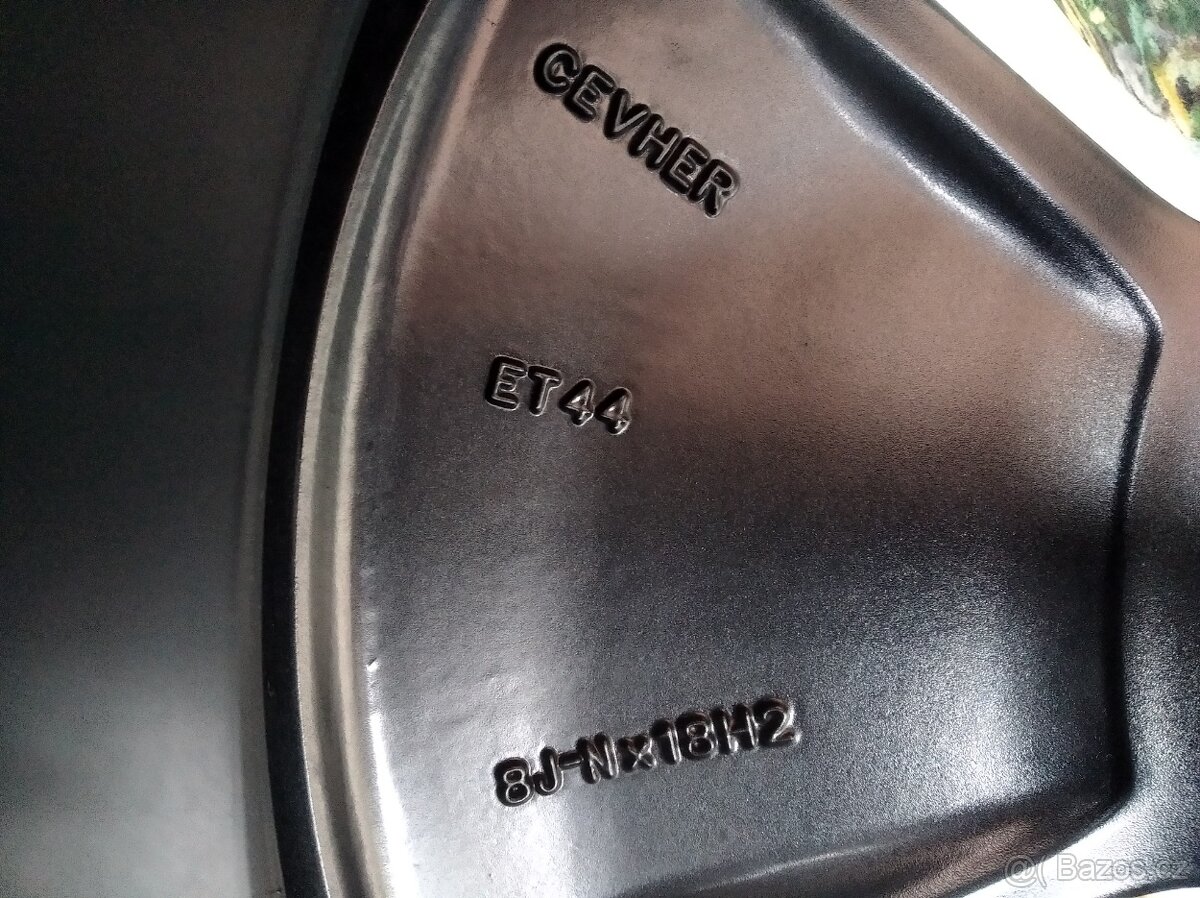 CEVHER
ET44
8J-Nx18H2
@( Bazos.cz